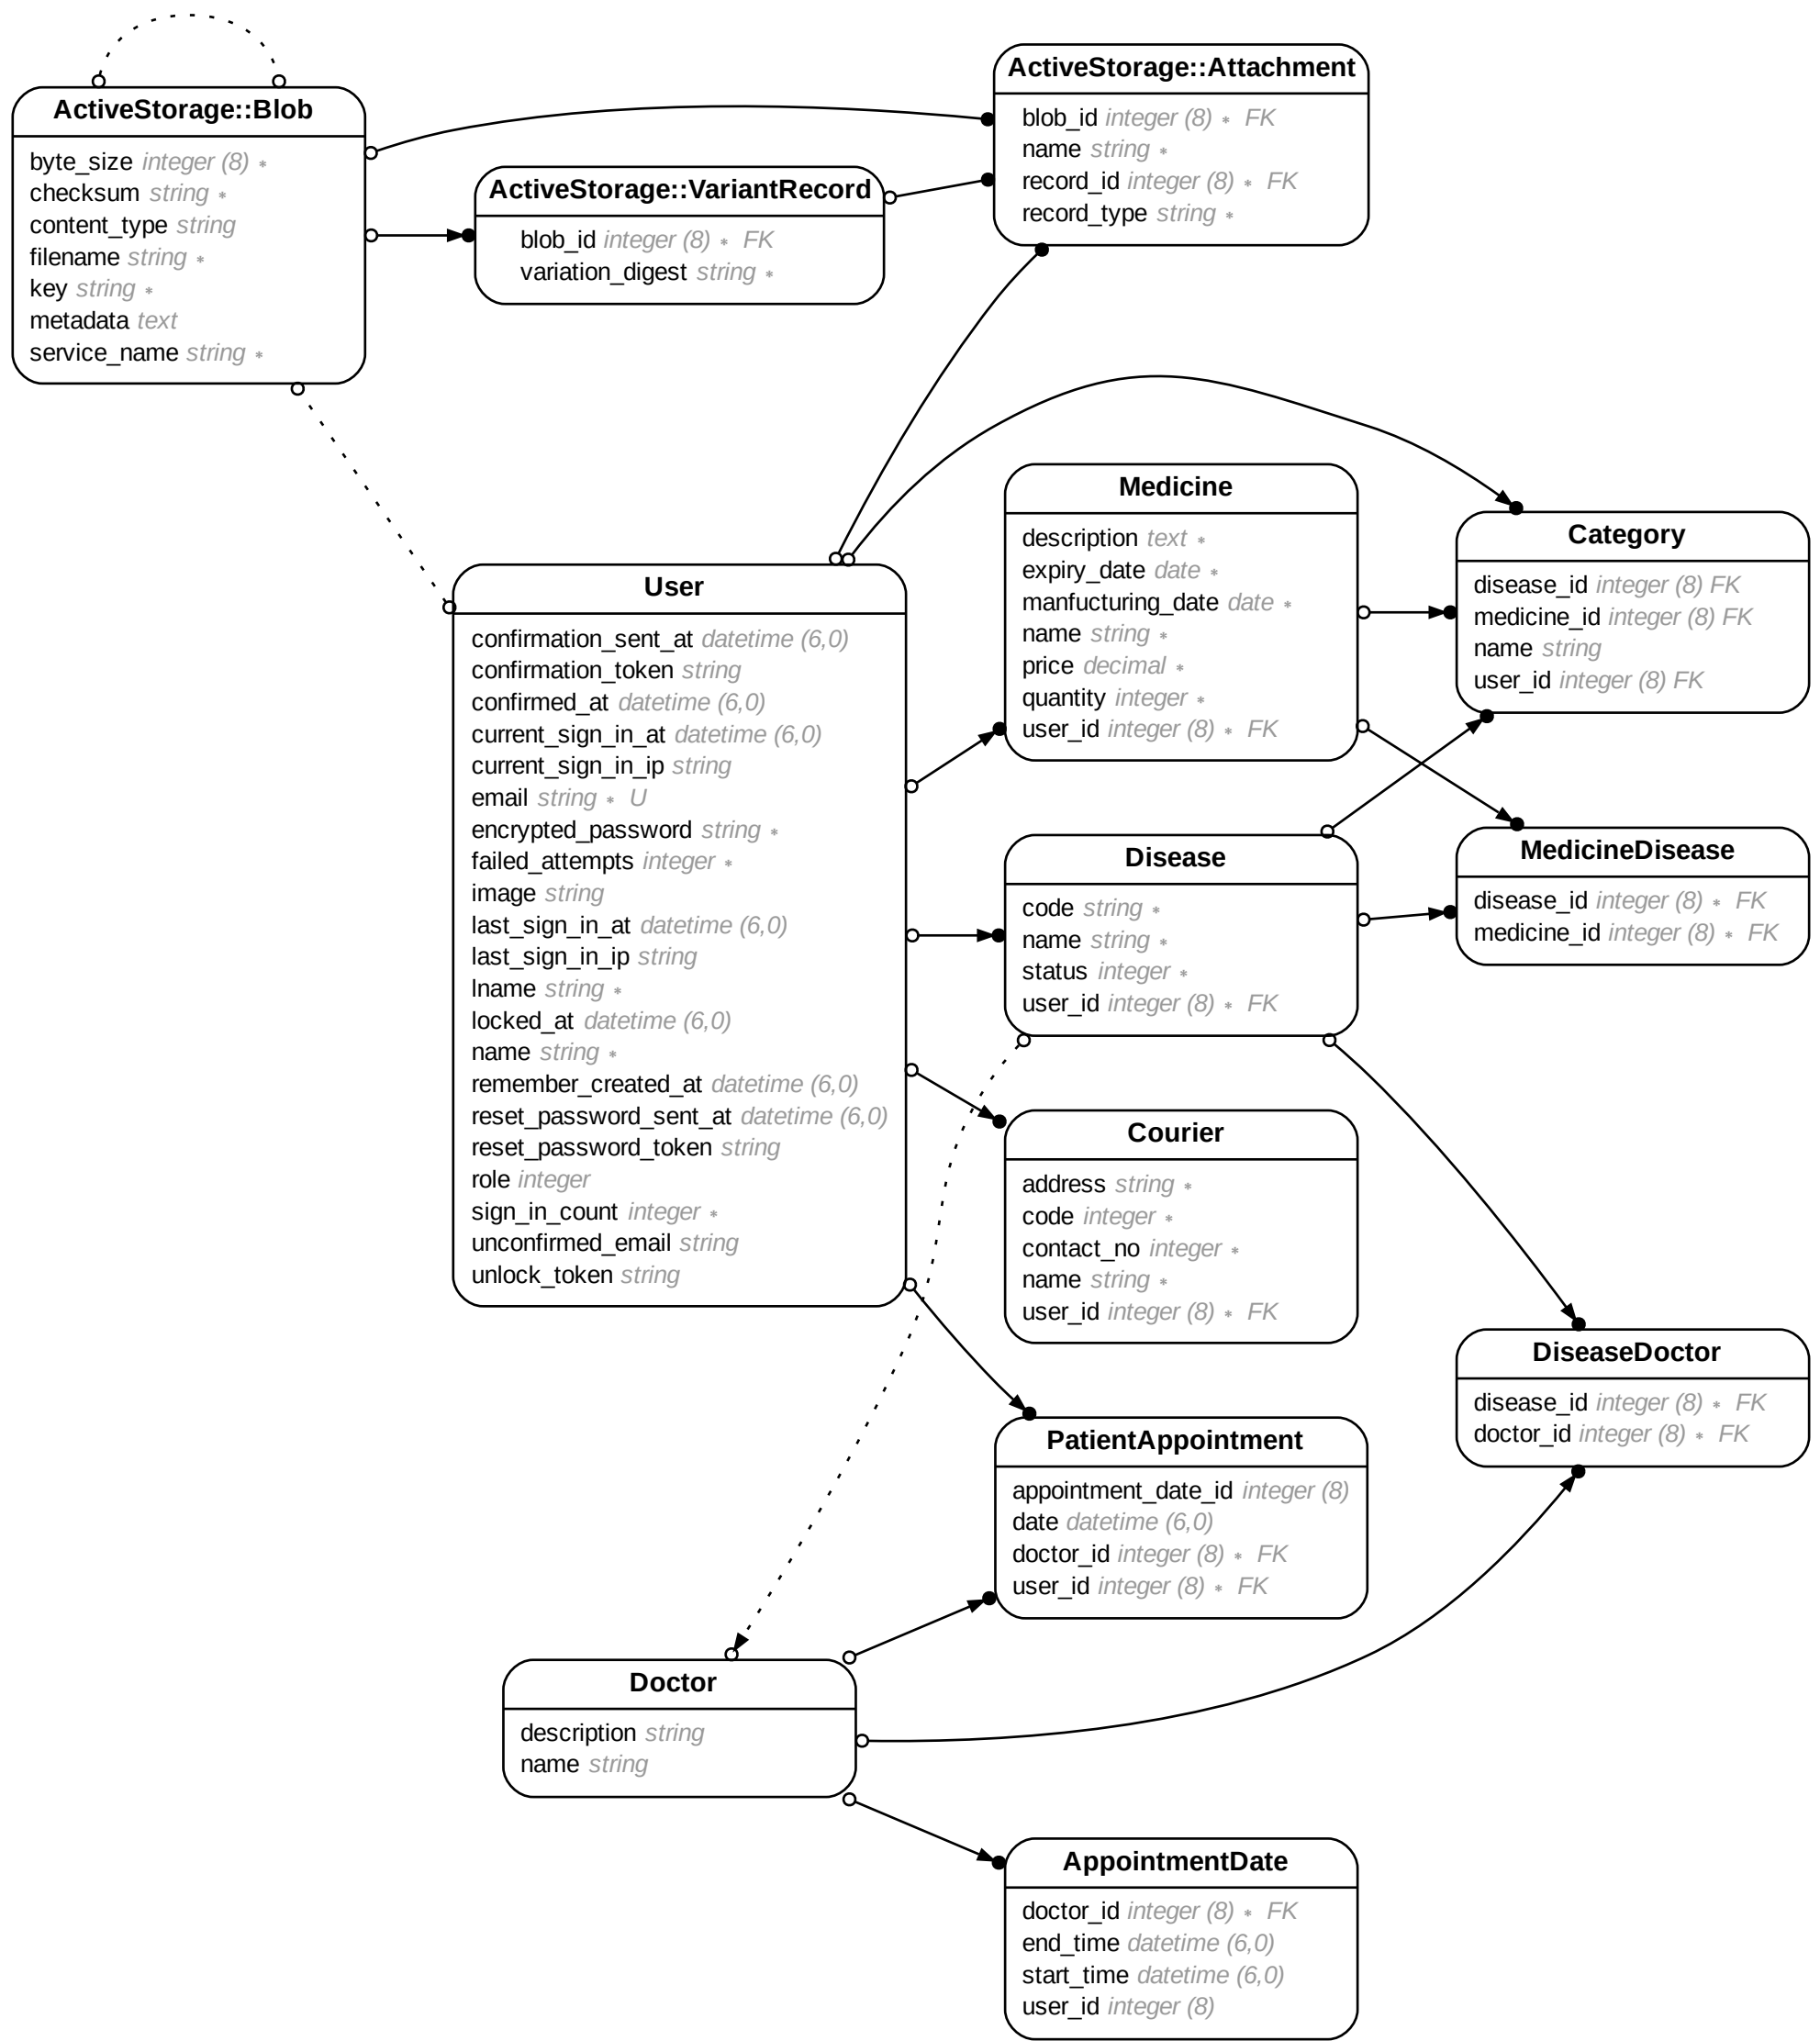 ActiveStorage::Blob
byte_size integer (8) *
checksum string *
content_type string
filename string *
key string *
metadata text
service_name string *
ActiveStorage::Attachment
blob_id integer (8) * FK
name string *
record_id integer (8) * FK
record_type string *
ActiveStorage::VariantRecord
blob_id integer (8) * FK
variation_digest string *
User
confirmation_sent_at datetime (6,0)
confirmation_token string
confirmed_at datetime (6,0)
current_sign_in_at datetime (6,0)
current_sign_in_ip string
email string * U
encrypted_password string *
failed_attempts integer *
image string
last_sign_in_at datetime (6,0)
last_sign_in_ip string
lname string *
locked_at datetime (6,0)
name string *
remember_created_at datetime (6,0)
reset_password_sent_at datetime (6,0)
reset_password_token string
role integer
sign_in_count integer *
unconfirmed_email string
unlock_token string
Medicine
description text *
expiry_date date *
manfucturing_date date *
name string *
price decimal *
quantity integer *
user_id integer (8) * FK
Category
disease_id integer (8) FK
medicine_id integer (8) FK
name string
user_id integer (8) FK
Disease
code string *
name string *
status integer *
user_id integer (8) * FK
MedicineDisease
disease_id integer (8) * FK
medicine_id integer (8) * FK
Courier
address string *
code integer *
contact_no integer *
name string *
user_id integer (8) * FK
DiseaseDoctor
disease_id integer (8) * FK
doctor_id integer (8) * FK
PatientAppointment
appointment_date_id integer (8)
date datetime (6,0)
doctor_id integer (8) * FK
user_id integer (8) * FK
Doctor
description string
name string
AppointmentDate
doctor_id integer (8) * FK
end_time datetime (6,0)
start_time datetime (6,0)
user_id integer (8)